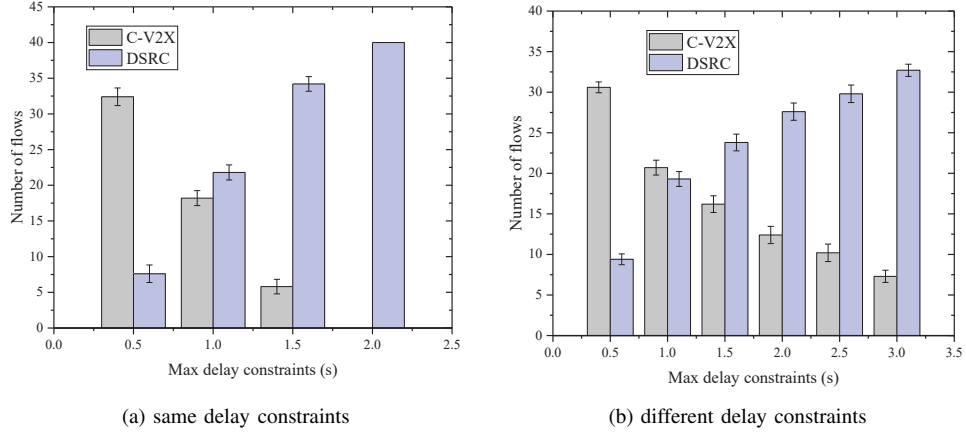 C-V2X
DSRC
Number of flows
40
35
30
25
20
15
10
5
0
0.0 0.5 1.0 1.5 2.0 2.5
Max delay constraints (s)
(a) same delay constraints
C-V2X
DSRC
Number of flows
40
35
30
25
20
15
10
5
0
0.0 0.5 1.0 1.5 2.0 2.5 3.0 3.5
Max delay constraints (s)
(b) different delay constraints